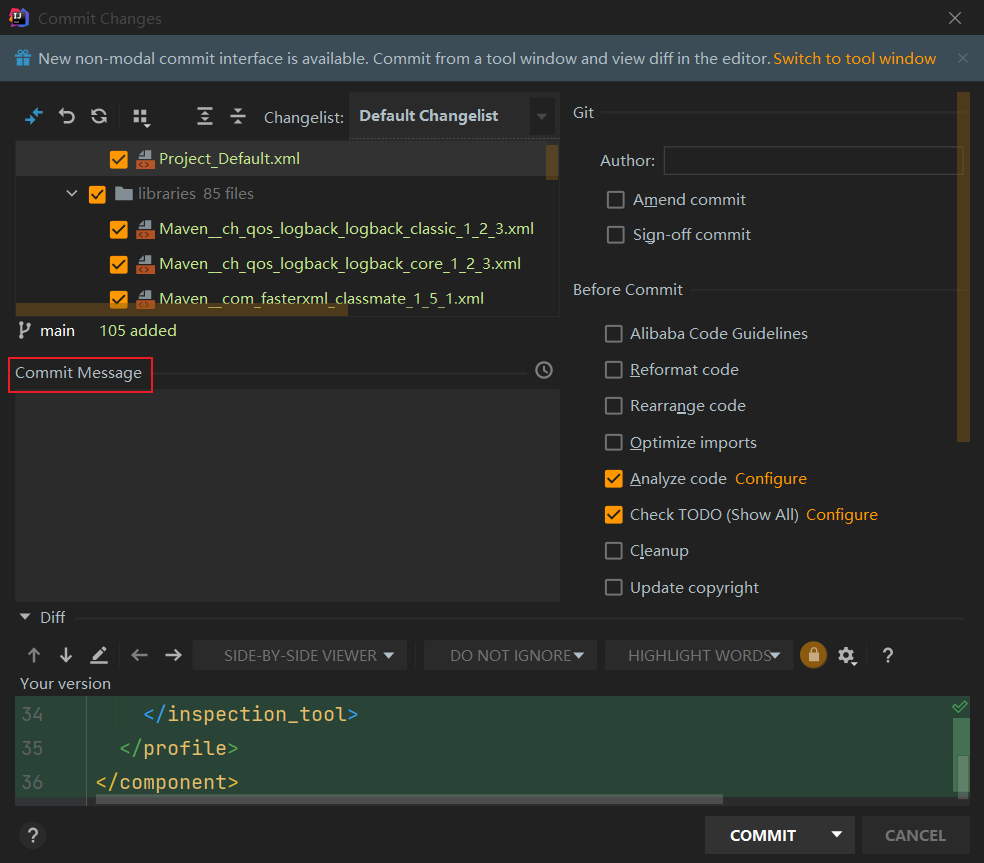 Commit Changes
New non-modal commit interface is available. Commit from a tool window and view diff in the editor. Switch to tool window
Changelist: Default Changelist
Project_Default.xml
libraries 85 files
Maven__ch_qos_logback_logback_classic_1_2_3.xml
Maven__ch_qos_logback_logback_core_1_2_3.xml
Maven__com_fasterxml_classmate_1_5_1.xml
main 105 added
Commit Message
Git
Author:
Amend commit
Sign-off commit
Before Commit
Alibaba Code Guidelines
Reformat code
Rearrange code
Optimize imports
Analyze code Configure
Check TODO (Show All) Configure
Cleanup
Update copyright
Diff
SIDE-BY-SIDE VIEWER DO NOT IGNORE HIGHLIGHT WORDS ?
Your version
34 </inspection_tool>
35 </profile>
36 </component>
? COMMIT CANCEL